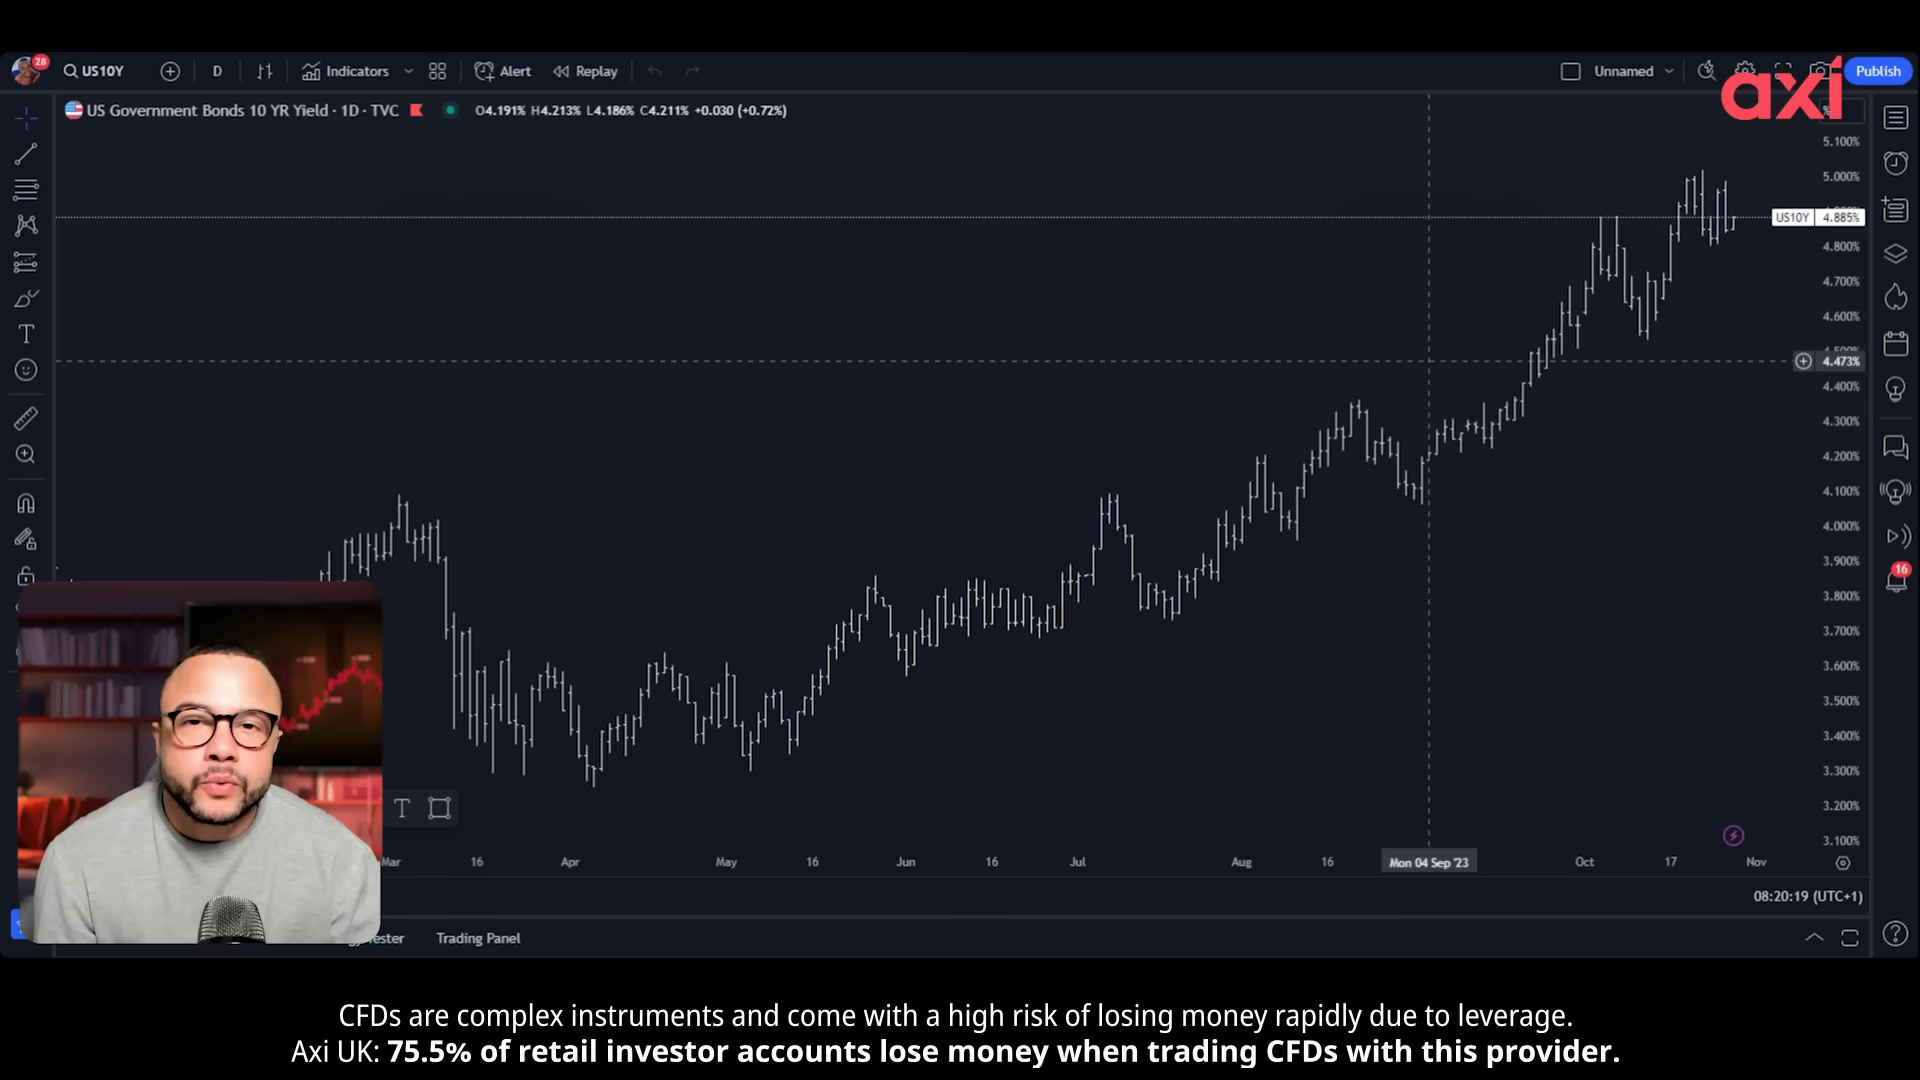 28
US10Y
D
Indicators
Alert
Replay
Unnamed
Publish
axi
US Government Bonds 10 YR Yield · 1D · TVC
O4.191% H4.213% L4.186% C4.211% +0.030 (+0.72%)
%
5.100%
5.000%
US10Y 4.885%
4.800%
4.700%
4.600%
4.473%
4.400%
4.300%
4.200%
4.100%
4.000%
3.900%
3.800%
3.700%
3.600%
3.500%
3.400%
3.300%
3.200%
3.100%
16
T
T
Mar 16 Apr May 16 Jun 16 Jul Aug 16 Mon 04 Sep '23 Oct 17 Nov
08:20:19 (UTC+1)
Trading Panel
CFDs are complex instruments and come with a high risk of losing money rapidly due to leverage.
Axi UK: 75.5% of retail investor accounts lose money when trading CFDs with this provider.